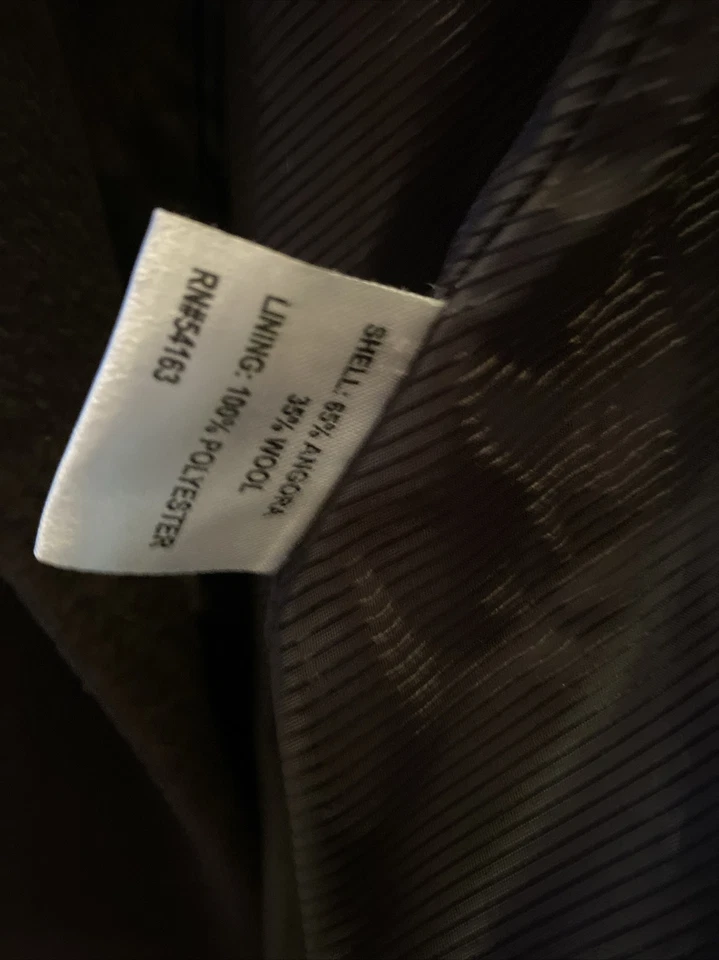 SHELL: 65% ANGORA
35% WOOL
LINING: 100% POLYESTER
RN#54163